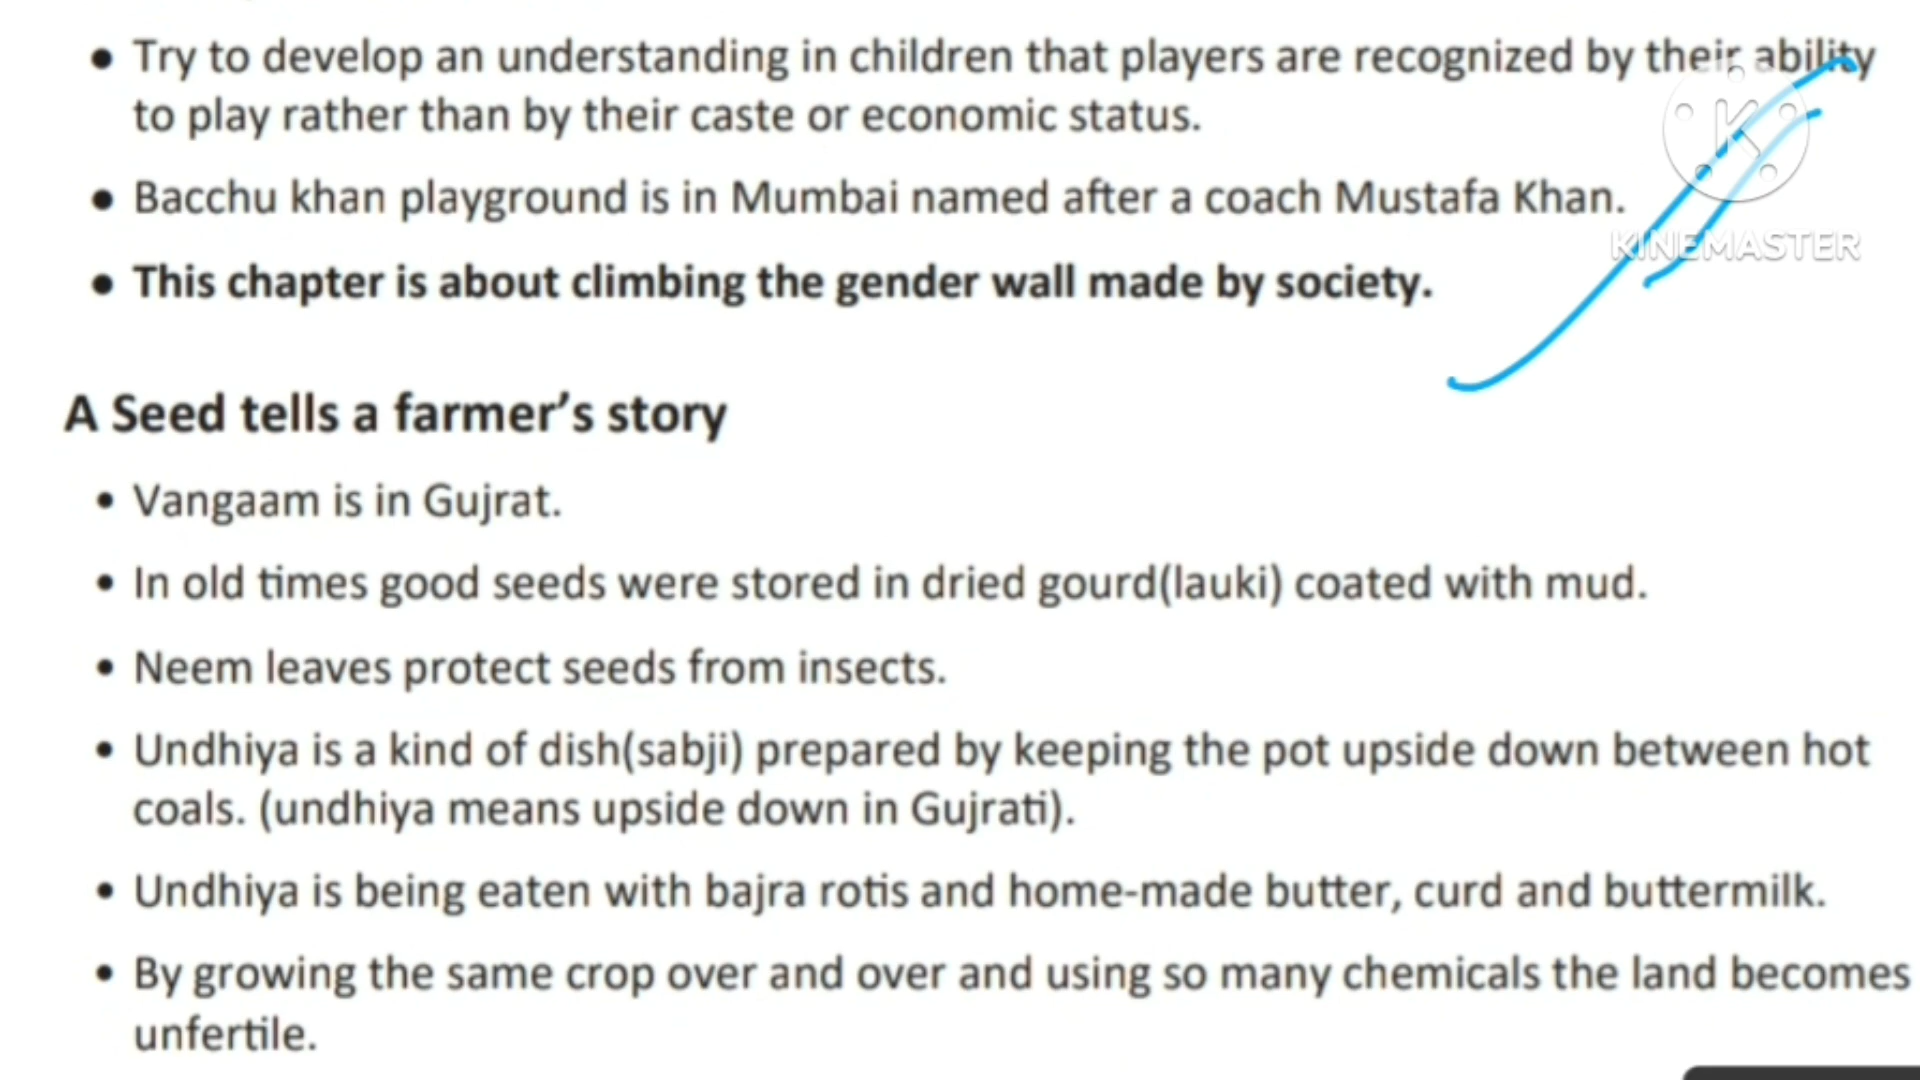 ● Try to develop an understanding in children that players are recognized by their ability
to play rather than by their caste or economic status.
● Bacchu khan playground is in Mumbai named after a coach Mustafa Khan.
● This chapter is about climbing the gender wall made by society.
K
KINEMASTER
A Seed tells a farmer's story
• Vangaam is in Gujrat.
• In old times good seeds were stored in dried gourd(lauki) coated with mud.
• Neem leaves protect seeds from insects.
• Undhiya is a kind of dish(sabji) prepared by keeping the pot upside down between hot
coals. (undhiya means upside down in Gujrati).
• Undhiya is being eaten with bajra rotis and home-made butter, curd and buttermilk.
• By growing the same crop over and over and using so many chemicals the land becomes
unfertile.